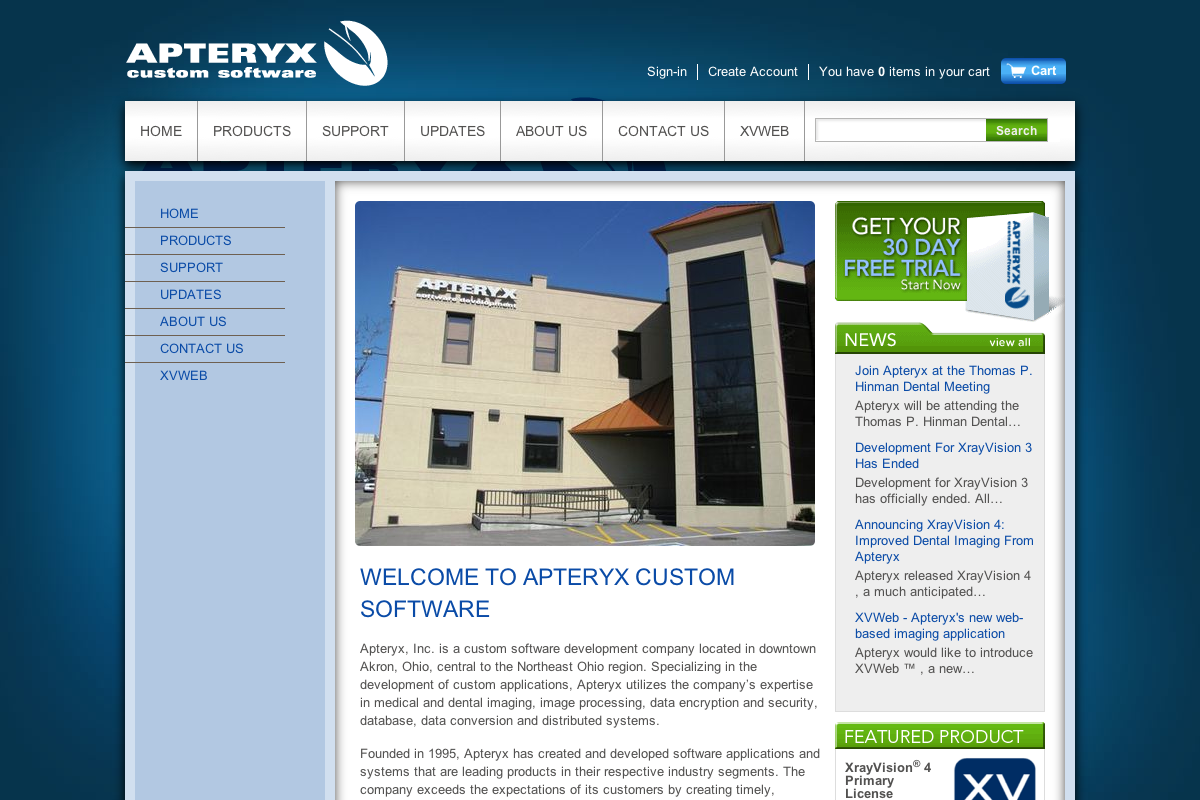 APTERYX
custom software
Sign-in
Create Account
You have 0 items in your cart
Cart
HOME
PRODUCTS
SUPPORT
UPDATES
ABOUT US
CONTACT US
XVWEB
Search
HOME
PRODUCTS
SUPPORT
UPDATES
ABOUT US
CONTACT US
XVWEB
APTERYX
software development
GET YOUR
30 DAY
FREE TRIAL
Start Now
APTERYX
custom software
NEWS
view all
Join Apteryx at the Thomas P.
Hinman Dental Meeting
Apteryx will be attending the
Thomas P. Hinman Dental…
Development For XrayVision 3
Has Ended
Development for XrayVision 3
has officially ended. All…
Announcing XrayVision 4:
Improved Dental Imaging From
Apteryx
Apteryx released XrayVision 4
, a much anticipated…
XVWeb - Apteryx's new web-
based imaging application
Apteryx would like to introduce
XVWeb ™ , a new…
FEATURED PRODUCT
XrayVision® 4
Primary
License
XV
WELCOME TO APTERYX CUSTOM
SOFTWARE
Apteryx, Inc. is a custom software development company located in downtown
Akron, Ohio, central to the Northeast Ohio region. Specializing in the
development of custom applications, Apteryx utilizes the company’s expertise
in medical and dental imaging, image processing, data encryption and security,
database, data conversion and distributed systems.
Founded in 1995, Apteryx has created and developed software applications and
systems that are leading products in their respective industry segments. The
company exceeds the expectations of its customers by creating timely,